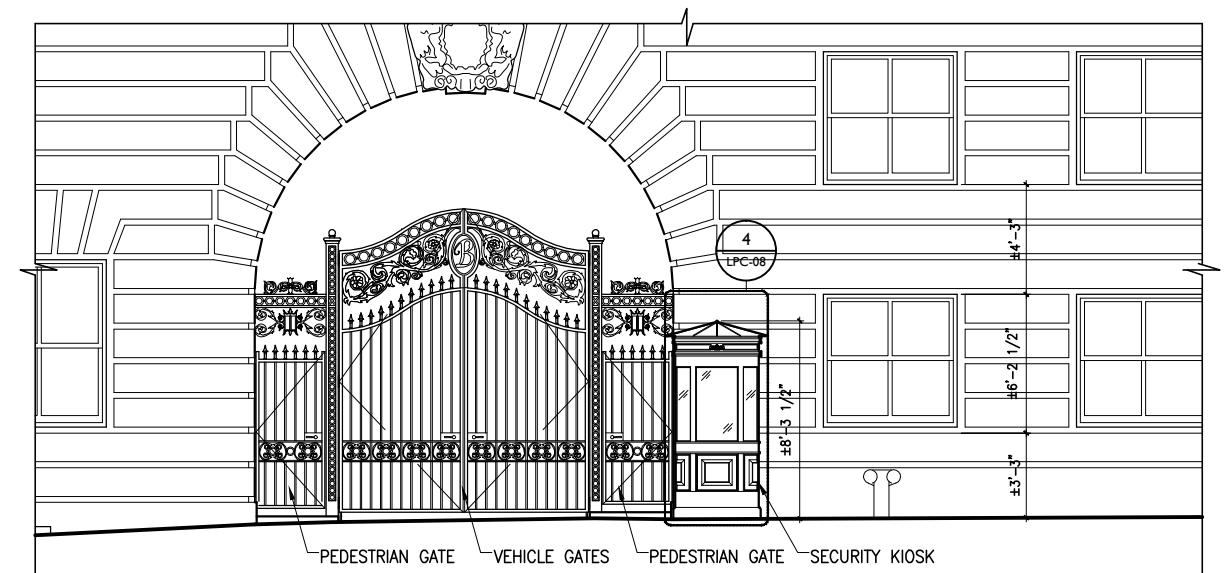 4
LPC-08
±4'-3"
B
±6'-2 1/2"
±8'-3 1/2"
±3'-3"
PEDESTRIAN GATE
VEHICLE GATES
PEDESTRIAN GATE
SECURITY KIOSK